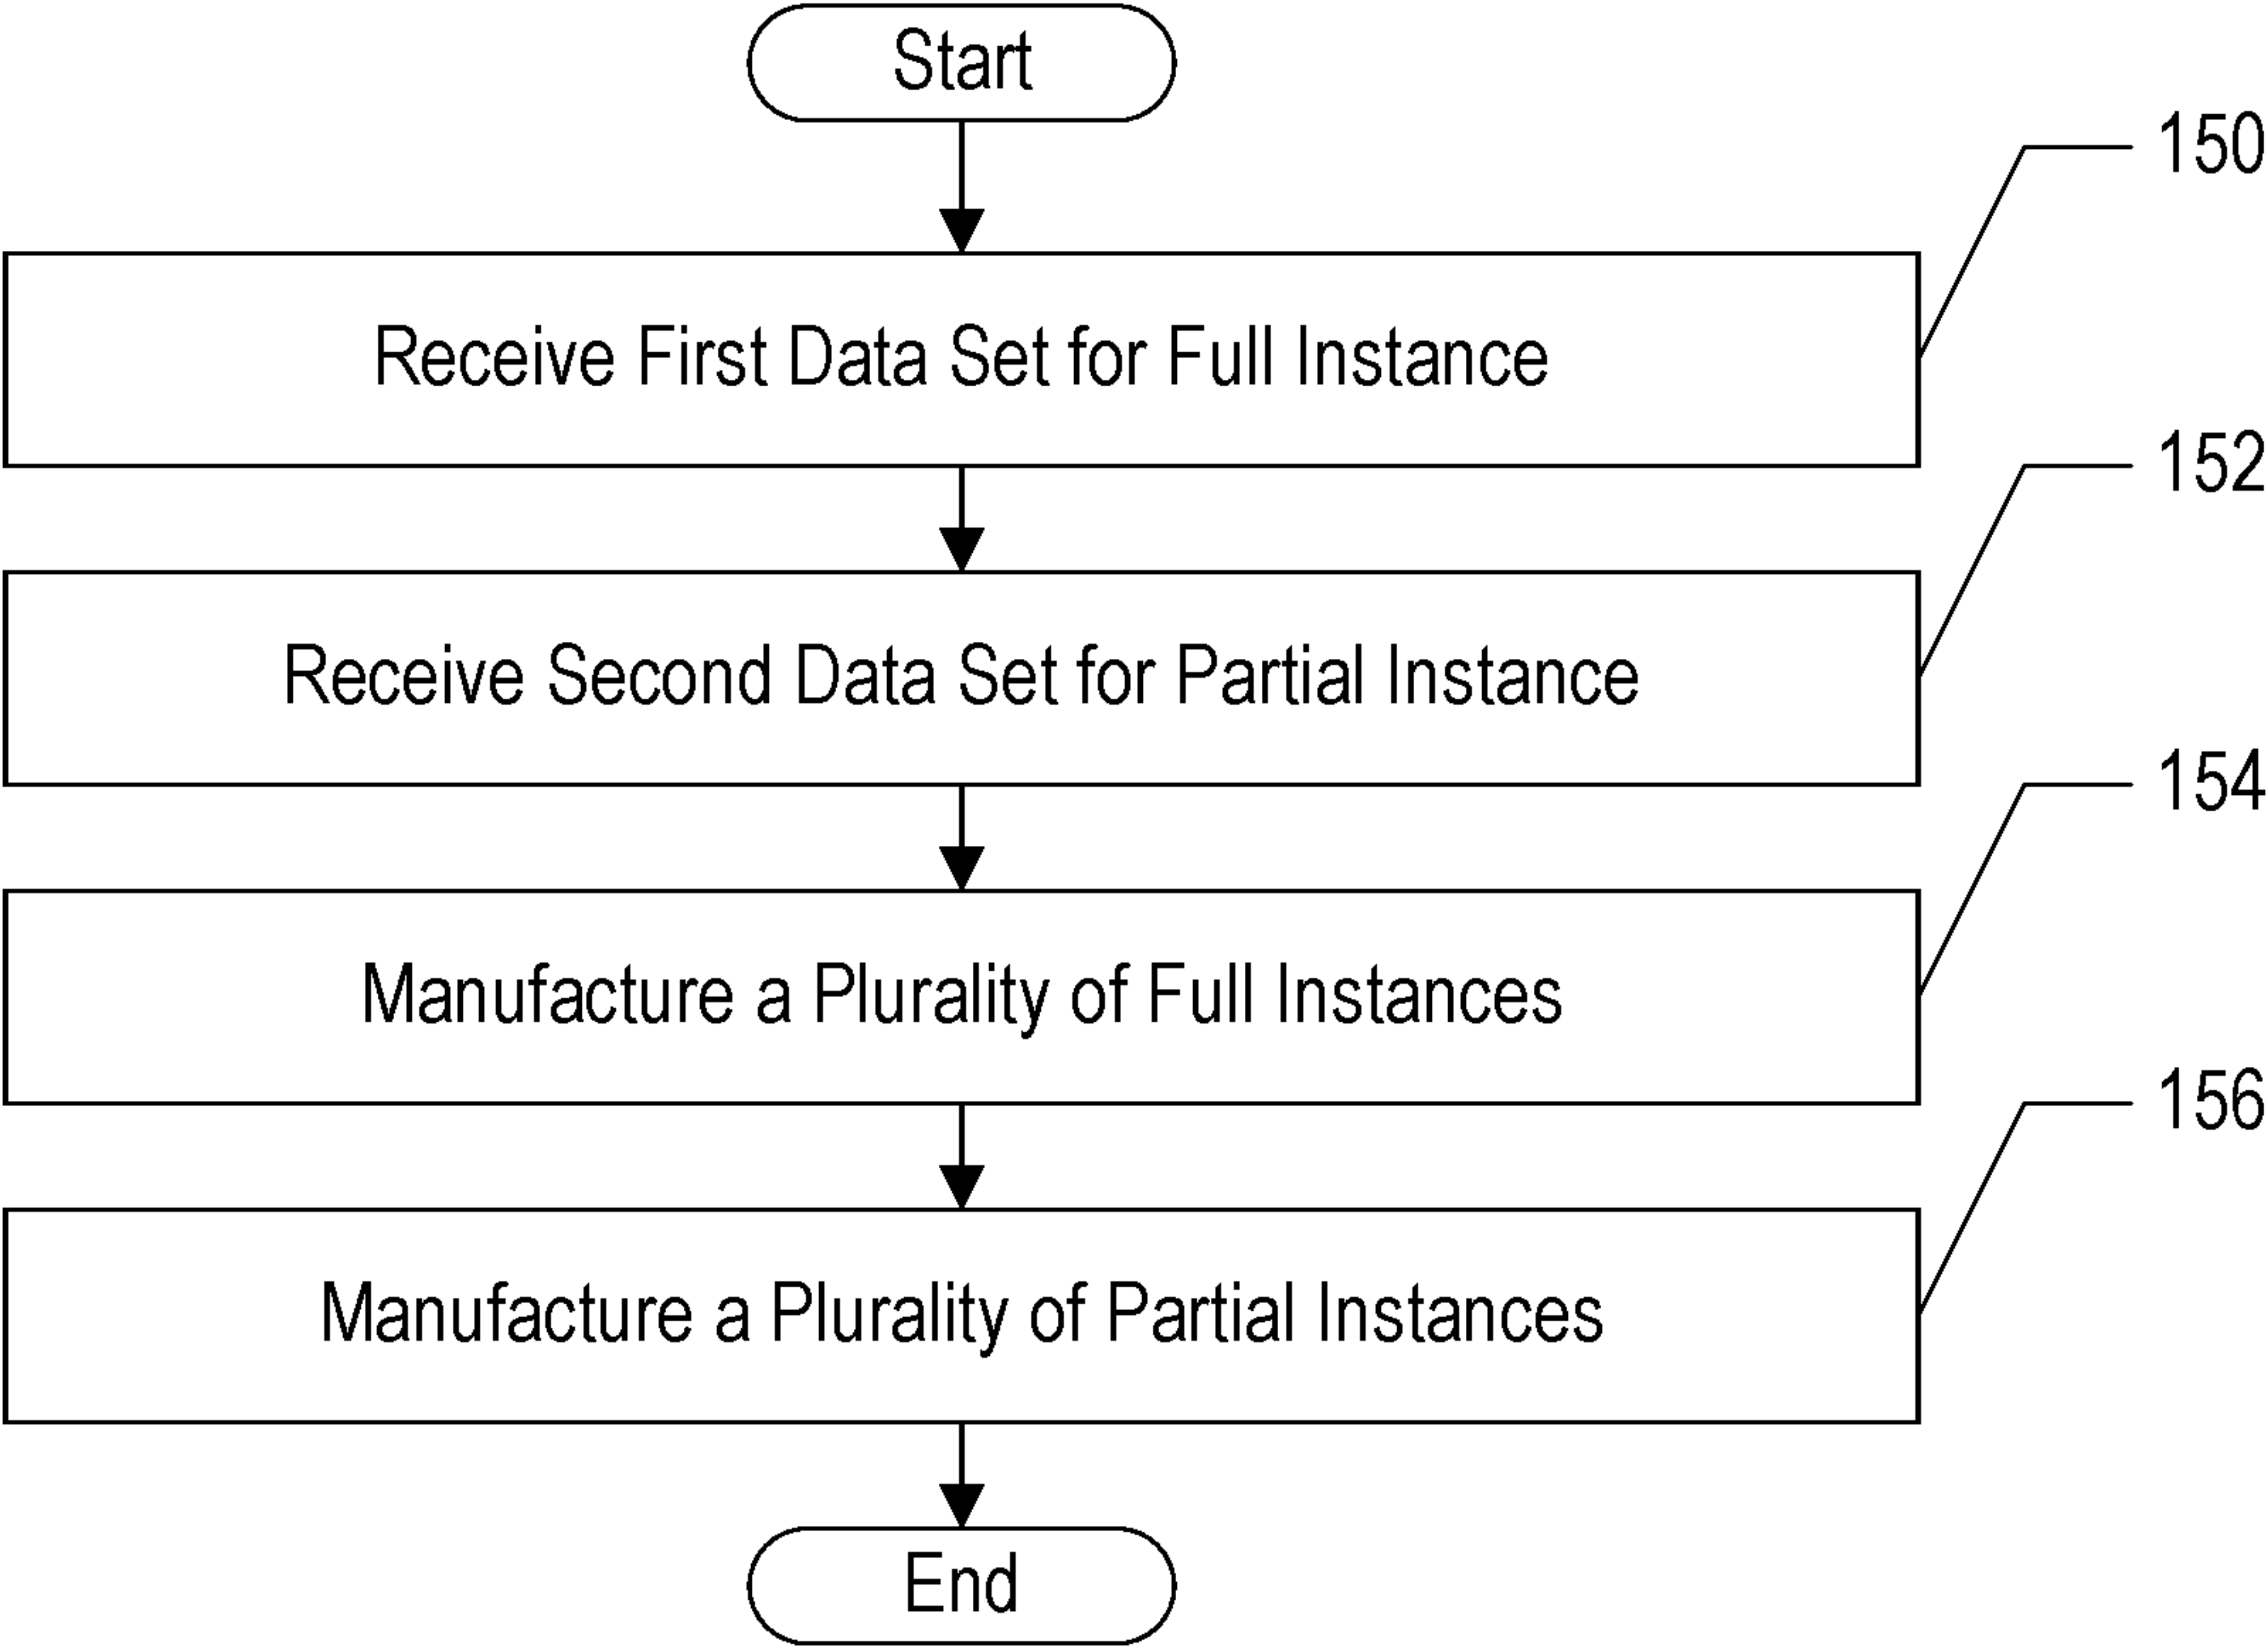 Start
150
Receive First Data Set for Full Instance
152
Receive Second Data Set for Partial Instance
154
Manufacture a Plurality of Full Instances
156
Manufacture a Plurality of Partial Instances
End